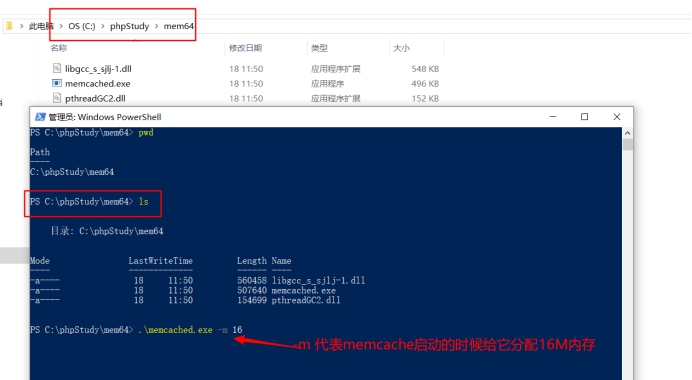 此电脑 > OS (C:) > phpStudy > mem64
名称 修改日期 类型 大小
libgcc_s_sjlj-1.dll 18 11:50 应用程序扩展 548 KB
memcached.exe 18 11:50 应用程序 496 KB
pthreadGC2.dll 18 11:50 应用程序扩展 152 KB
管理员: Windows PowerShell
PS C:\phpStudy\mem64> pwd
Path
----
C:\phpStudy\mem64
PS C:\phpStudy\mem64> ls
目录: C:\phpStudy\mem64
Mode LastWriteTime Length Name
---- ------------- ------ ----
-a---- 18 11:50 560458 libgcc_s_sjlj-1.dll
-a---- 18 11:50 507640 memcached.exe
-a---- 18 11:50 154699 pthreadGC2.dll
PS C:\phpStudy\mem64> .\memcached.exe -m 16
-m 代表memcache启动的时候给它分配16M内存